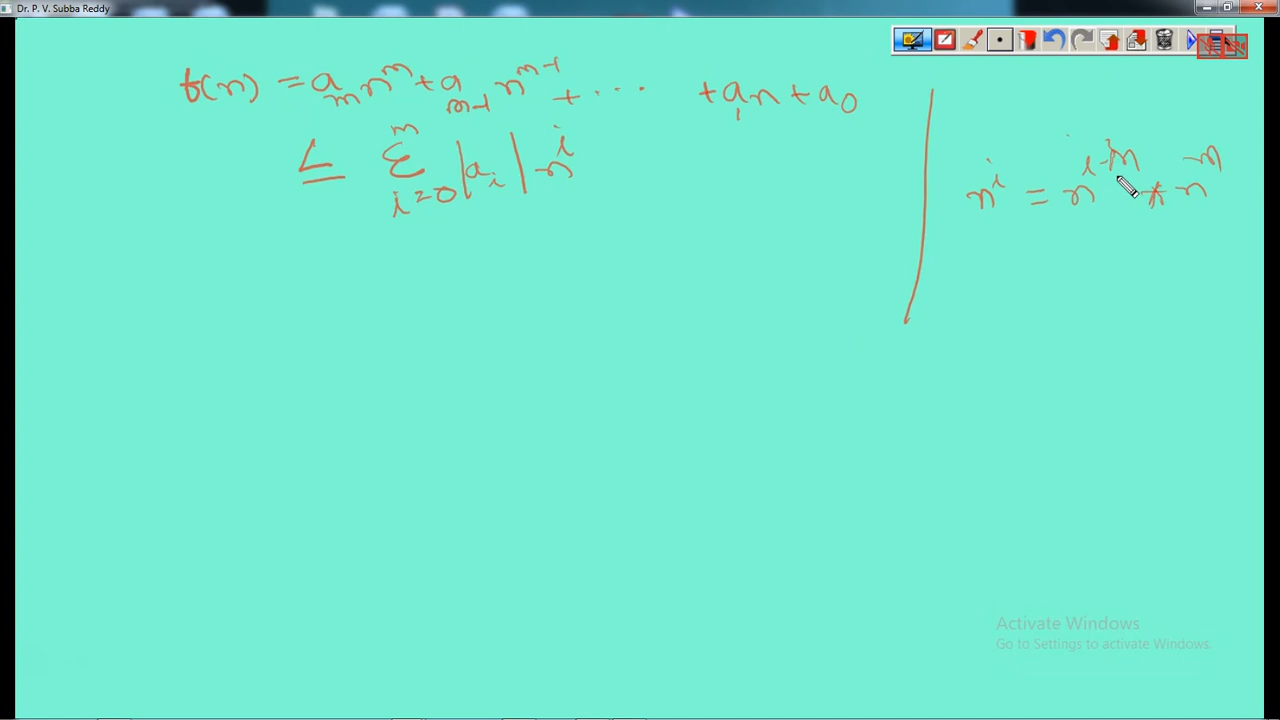 Dr. P. V. Subba Reddy
f(n) = a_m n^m + a_{m-1} n^{m-1} + ... + a_1 n + a_0
≤ Σ_{i=0}^{m} |a_i| n^i
n^i = n^{i-m} * n^m
Activate Windows
Go to Settings to activate Windows.